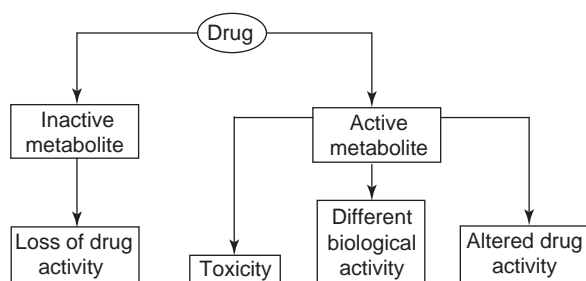 Drug
Inactive
metabolite
Active
metabolite
Loss of drug
activity
Toxicity
Different
biological
activity
Altered drug
activity